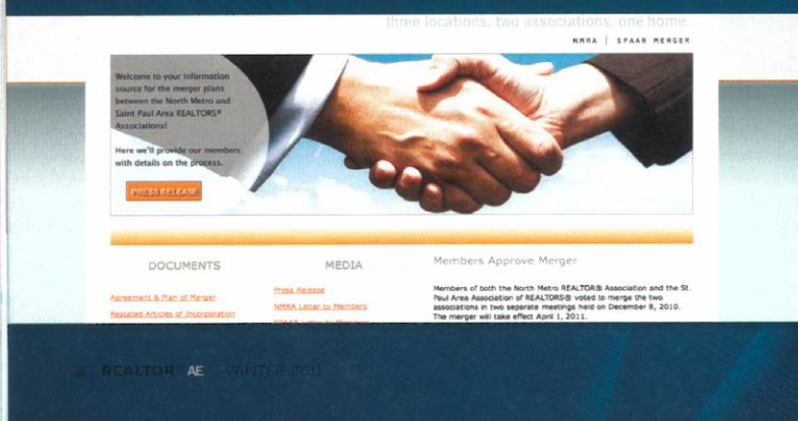 three locations, two associations, one home.
NMRA | SPAAR MERGER
Welcome to your information
source for the merger plans
between the North Metro and
Saint Paul Area REALTORS®
Associations!
Here we'll provide our members
with details on the process.
PRESS RELEASE
DOCUMENTS
Agreement & Plan of Merger
Restated Articles of Incorporation
MEDIA
Press Release
NMRA Letter to Members
SPAAR Letter to Members
Members Approve Merger
Members of both the North Metro REALTOR® Association and the St.
Paul Area Association of REALTORS® voted to merge the two
associations in two separate meetings held on December 8, 2010.
The merger will take effect April 1, 2011.
REALTOR® AE WINTER 2011